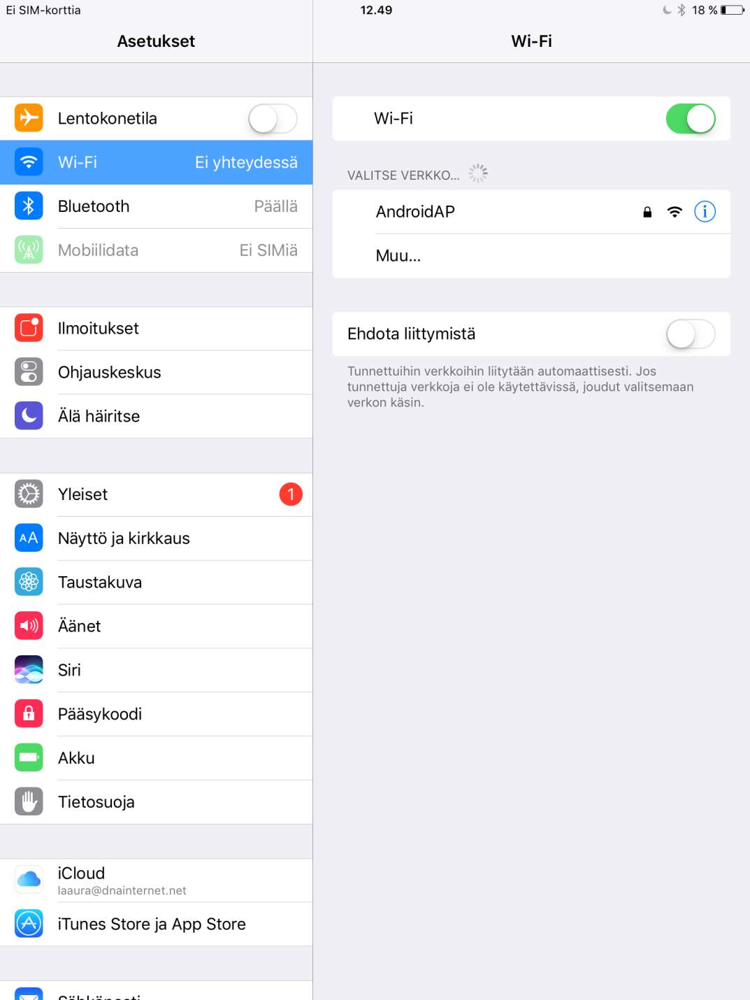 Ei SIM-korttia
12.49
18 %
Asetukset
Wi-Fi
Lentokonetila
Wi-Fi Ei yhteydessä
Bluetooth Päällä
Mobiilidata Ei SIMiä
Ilmoitukset
Ohjauskeskus
Älä häiritse
Yleiset 1
Näyttö ja kirkkaus
Taustakuva
Äänet
Siri
Pääsykoodi
Akku
Tietosuoja
iCloud
laaura@dnainternet.net
iTunes Store ja App Store
Sähköposti
Wi-Fi
VALITSE VERKKO...
AndroidAP
Muu...
Ehdota liittymistä
Tunnettuihin verkkoihin liitytään automaattisesti. Jos
tunnettuja verkkoja ei ole käytettävissä, joudut valitsemaan
verkon käsin.